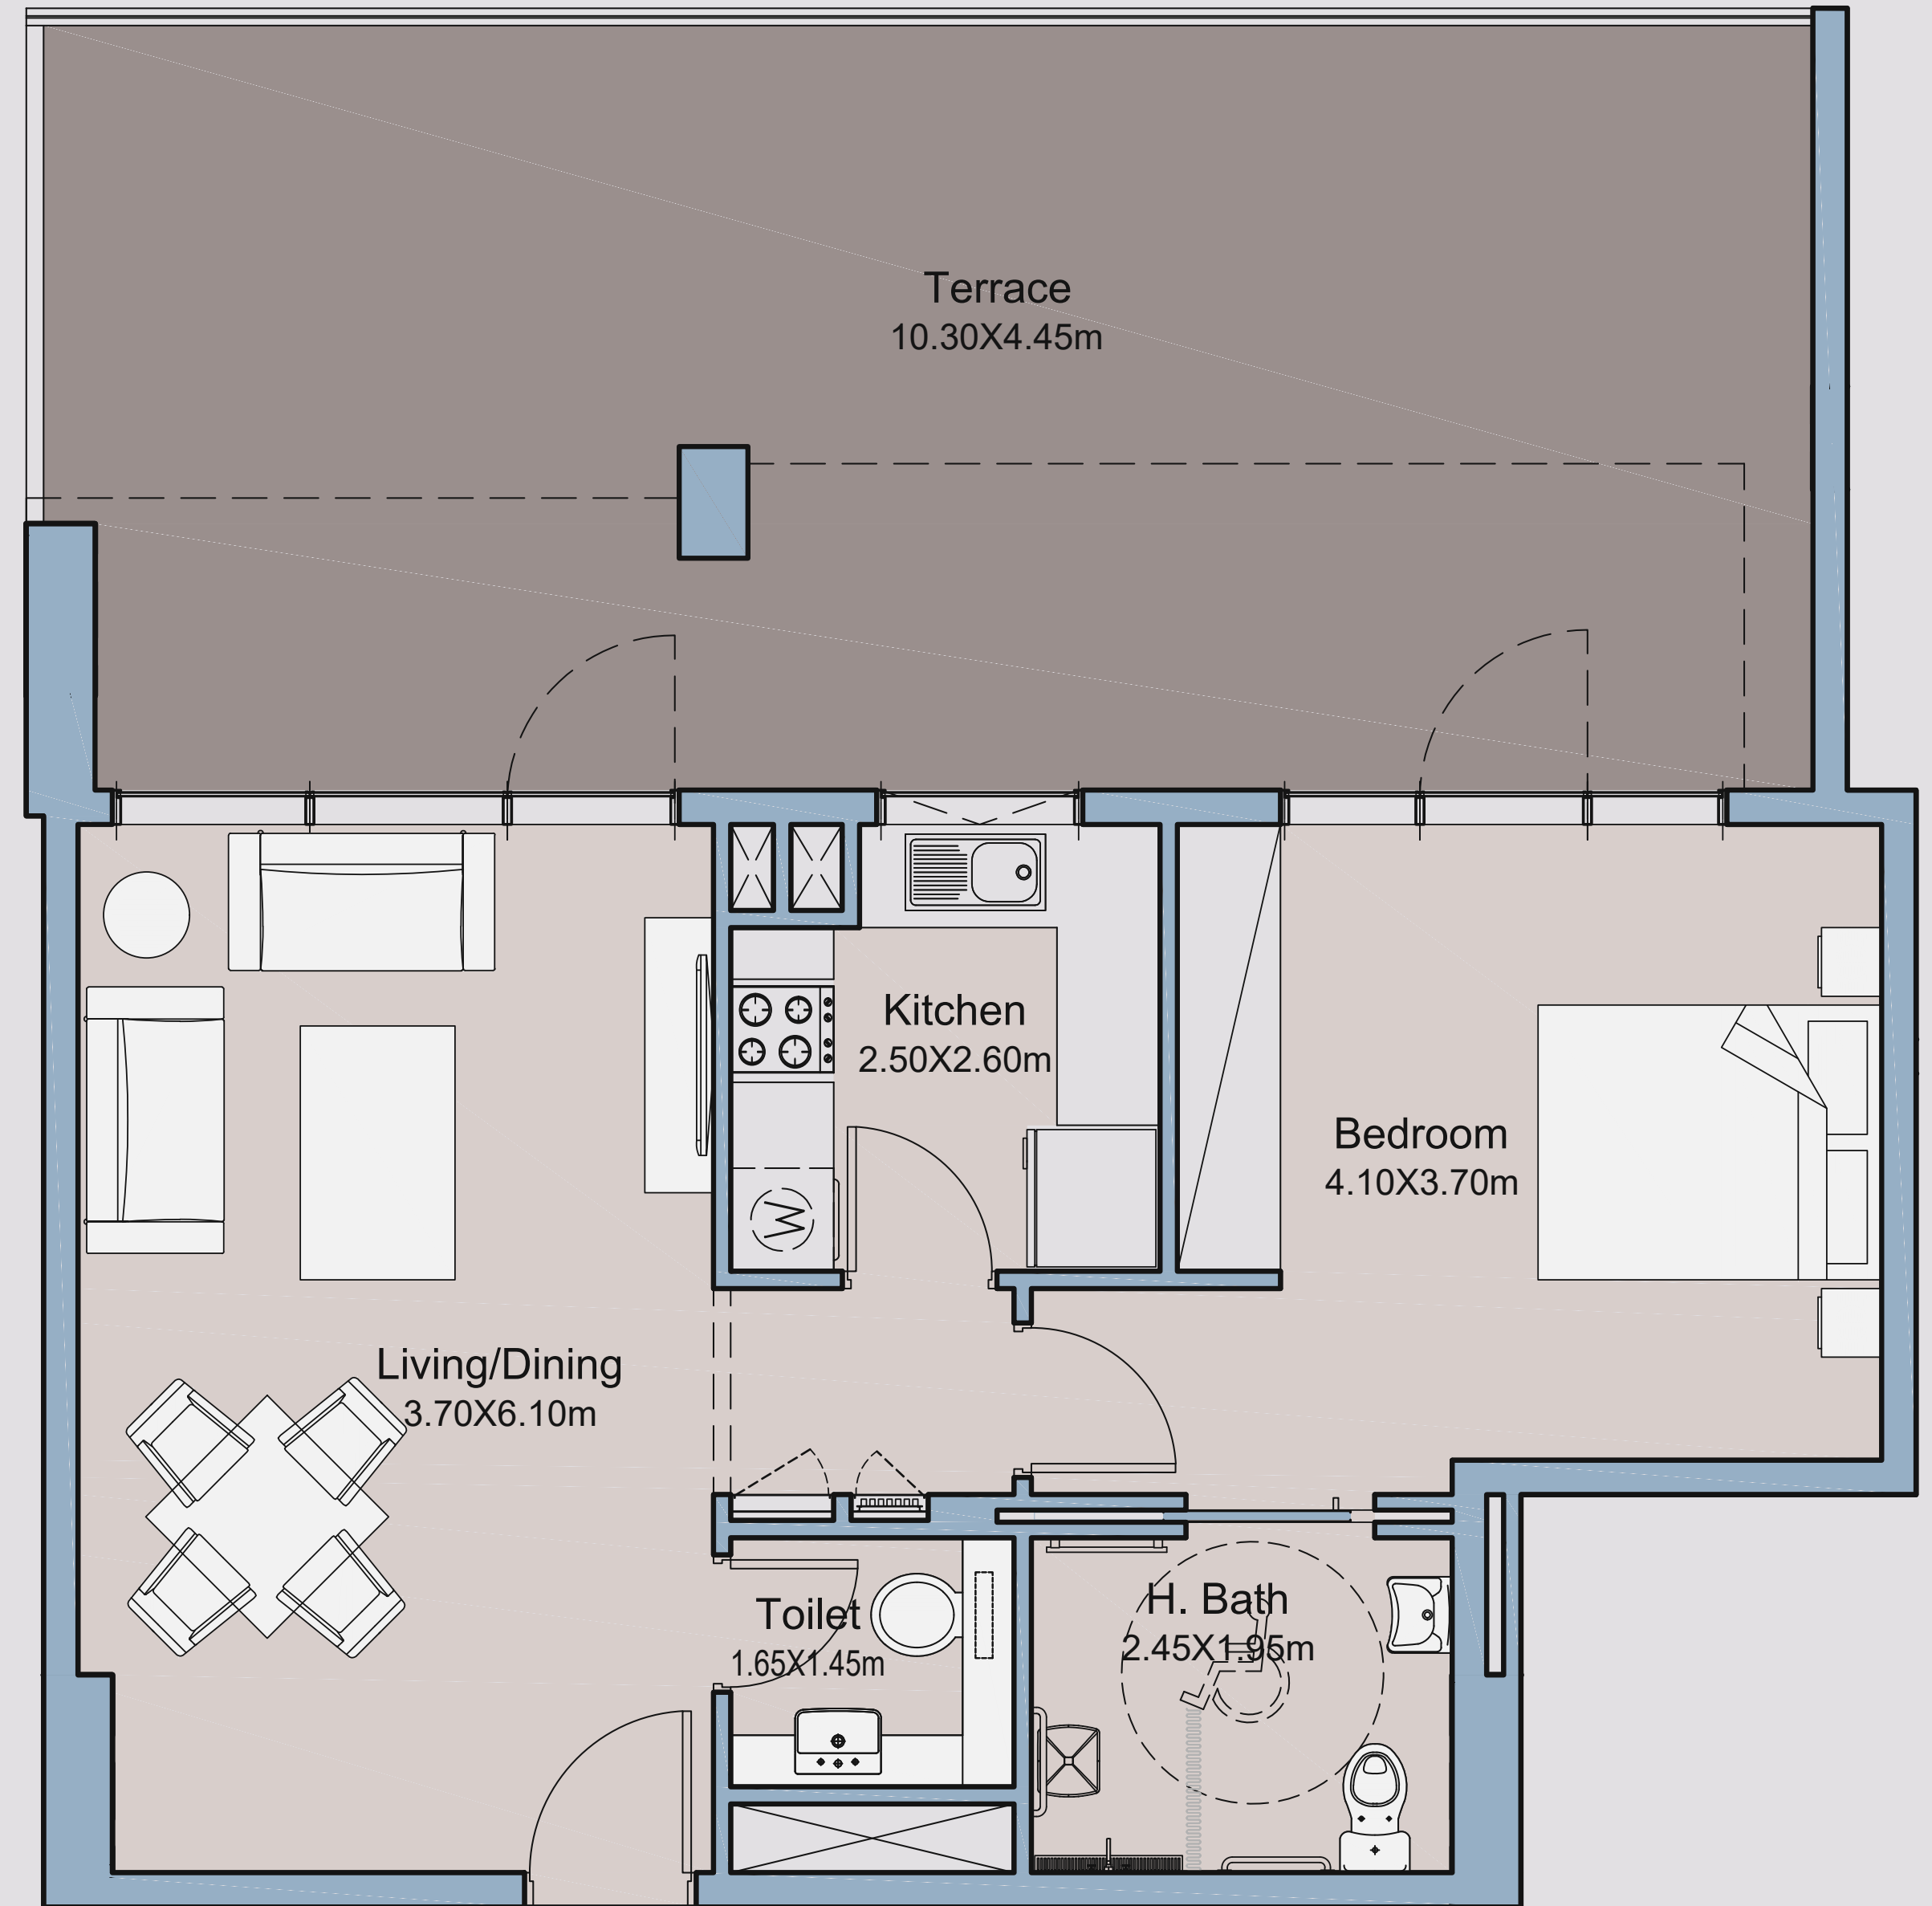 Terrace
10.30X4.45m
Kitchen
2.50X2.60m
Bedroom
4.10X3.70m
W
Living/Dining
3.70X6.10m
Toilet
1.65X1.45m
H. Bath
2.45X1.95m